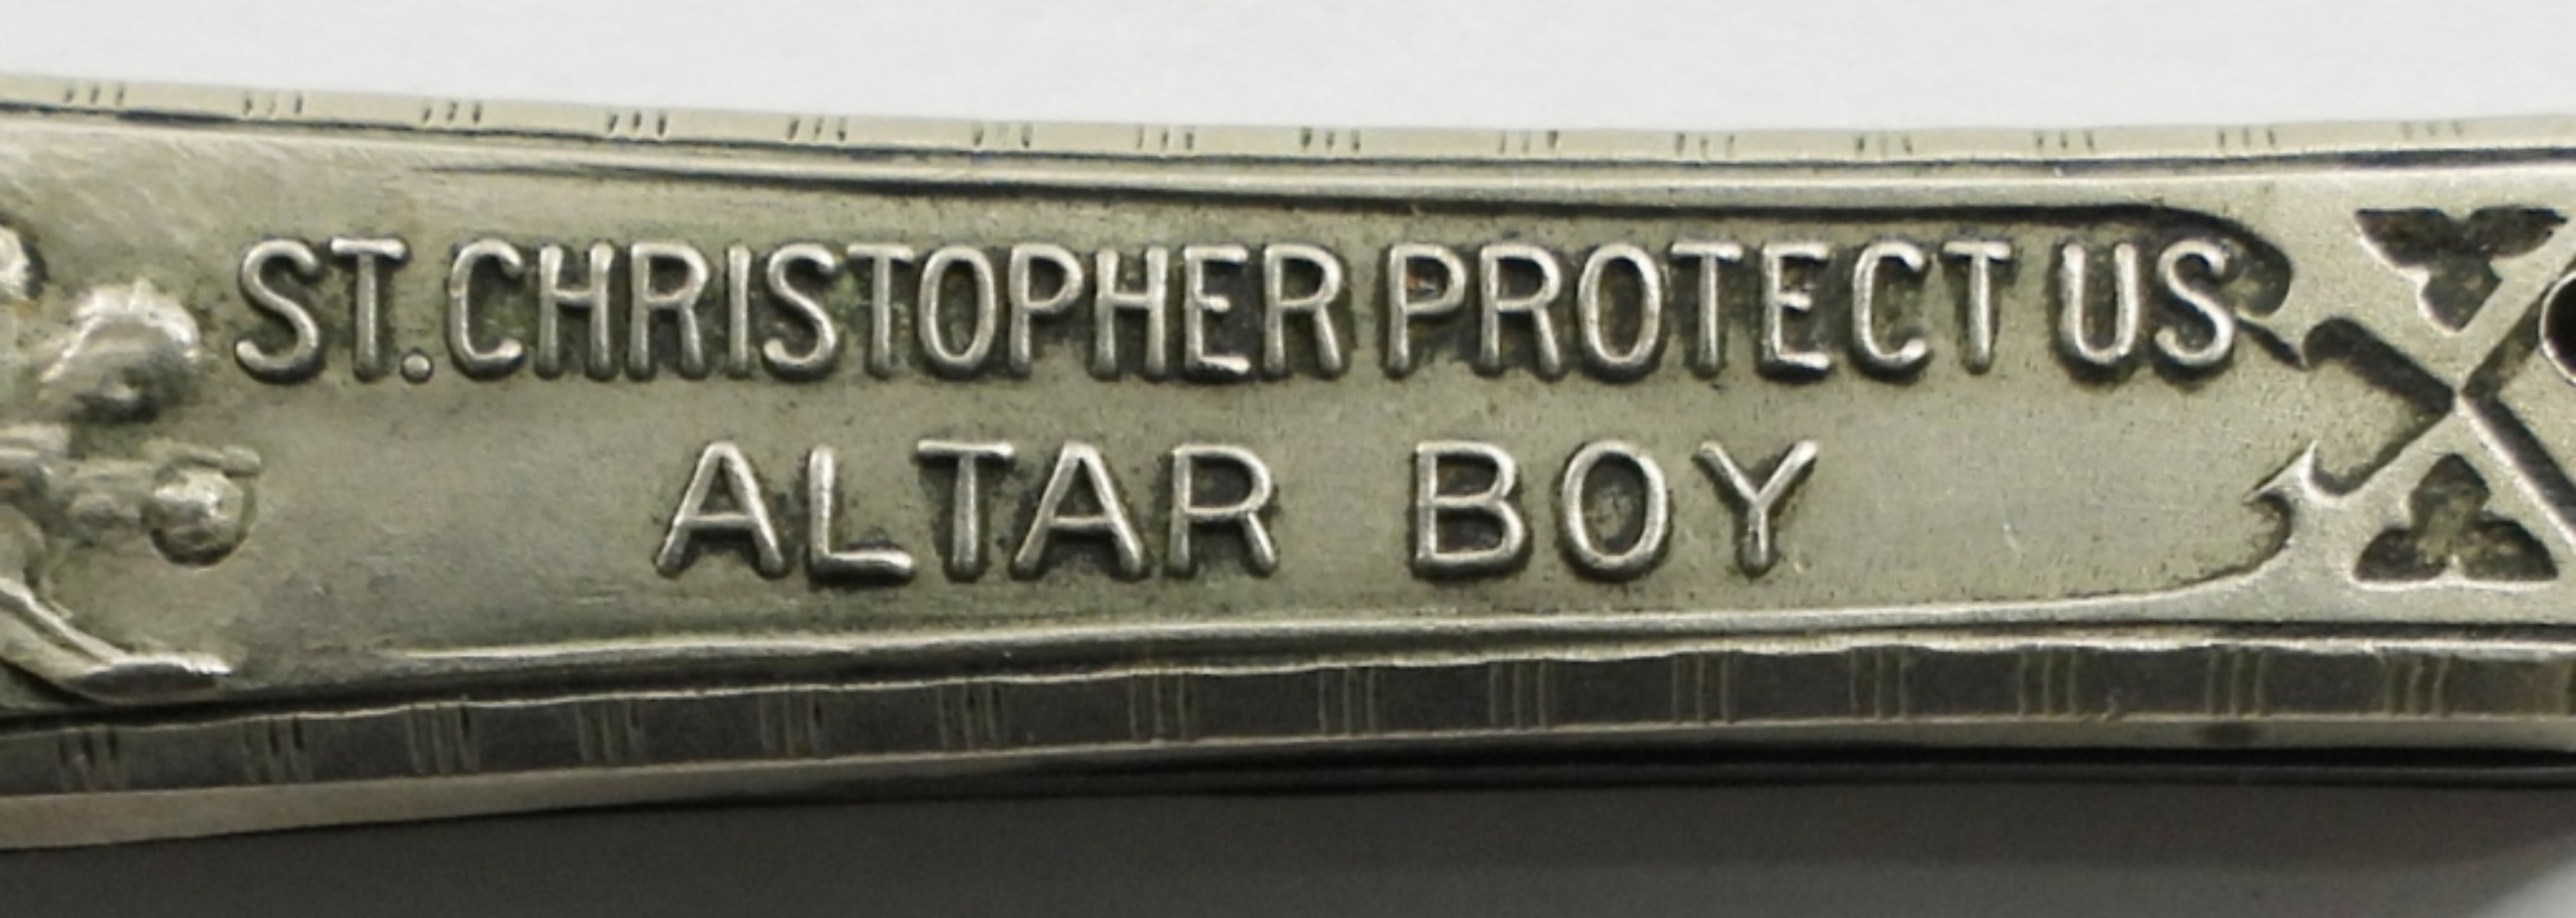 ST. CHRISTOPHER PROTECT US
ALTAR BOY